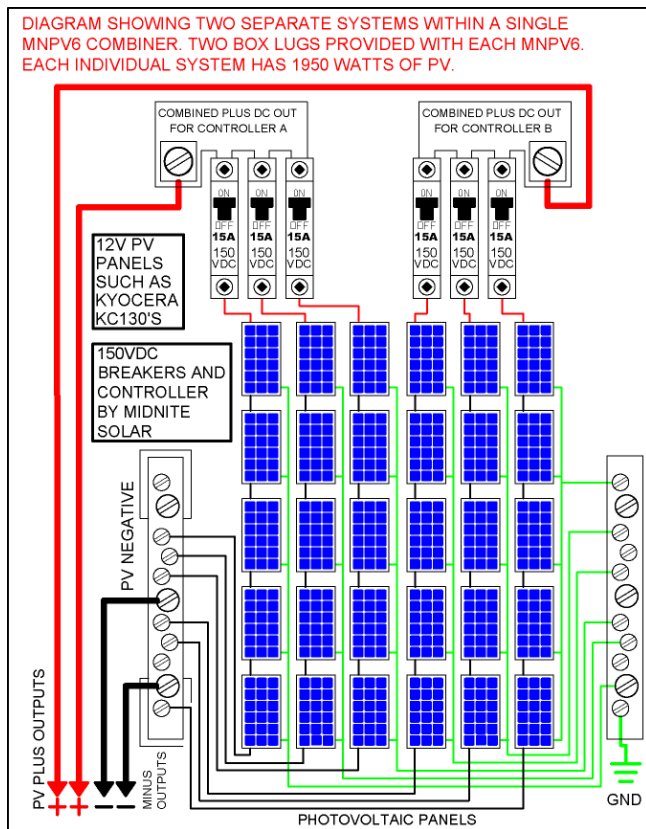 DIAGRAM SHOWING TWO SEPARATE SYSTEMS WITHIN A SINGLE
MNPV6 COMBINER. TWO BOX LUGS PROVIDED WITH EACH MNPV6.
EACH INDIVIDUAL SYSTEM HAS 1950 WATTS OF PV.
COMBINED PLUS DC OUT
FOR CONTROLLER A
COMBINED PLUS DC OUT
FOR CONTROLLER B
ON
OFF
15A
150
VDC
ON
OFF
15A
150
VDC
ON
OFF
15A
150
VDC
ON
OFF
15A
150
VDC
ON
OFF
15A
150
VDC
ON
OFF
15A
150
VDC
12V PV
PANELS
SUCH AS
KYOCERA
KC130'S
150VDC
BREAKERS AND
CONTROLLER
BY MIDNITE
SOLAR
PV NEGATIVE
PV PLUS OUTPUTS
MINUS
OUTPUTS
+ + − −
GND
PHOTOVOLTAIC PANELS